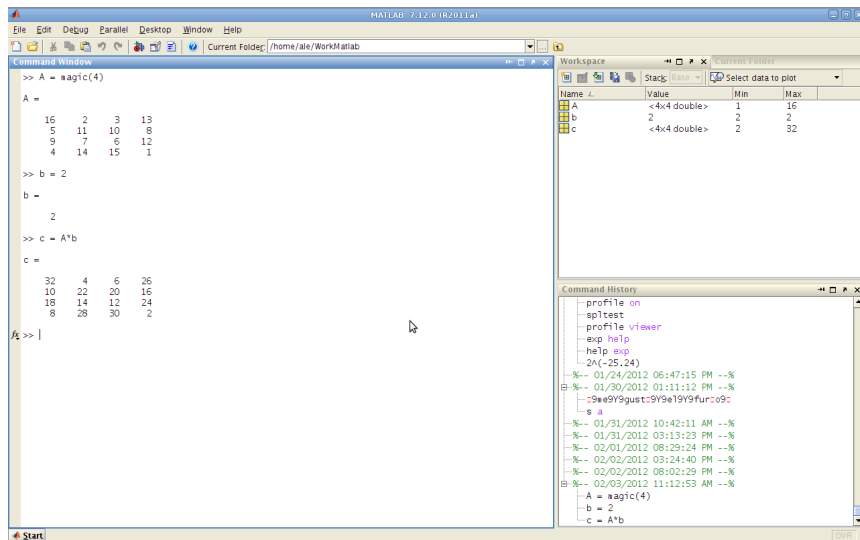 MATLAB 7.12.0 (R2011a)
File Edit Debug Parallel Desktop Window Help
Current Folder: /home/ale/WorkMatlab
Command Window
>> A = magic(4)
A =
16 2 3 13
5 11 10 8
9 7 6 12
4 14 15 1
>> b = 2
b =
2
>> c = A*b
c =
32 4 6 26
10 22 20 16
18 14 12 24
8 28 30 2
fx >>
Workspace Current Folder
Stack: Base Select data to plot
Name Value Min Max
A <4x4 double> 1 16
b 2 2 2
c <4x4 double> 2 32
Command History
profile on
spltest
profile viewer
exp help
help exp
2^(-25.24)
%-- 01/24/2012 06:47:15 PM --%
%-- 01/30/2012 01:11:12 PM --%
s a
%-- 01/31/2012 10:42:11 AM --%
%-- 01/31/2012 03:13:23 PM --%
%-- 02/01/2012 08:29:24 PM --%
%-- 02/02/2012 03:24:40 PM --%
%-- 02/02/2012 08:02:29 PM --%
%-- 02/03/2012 11:12:53 AM --%
A = magic(4)
b = 2
c = A*b
Start
OVR